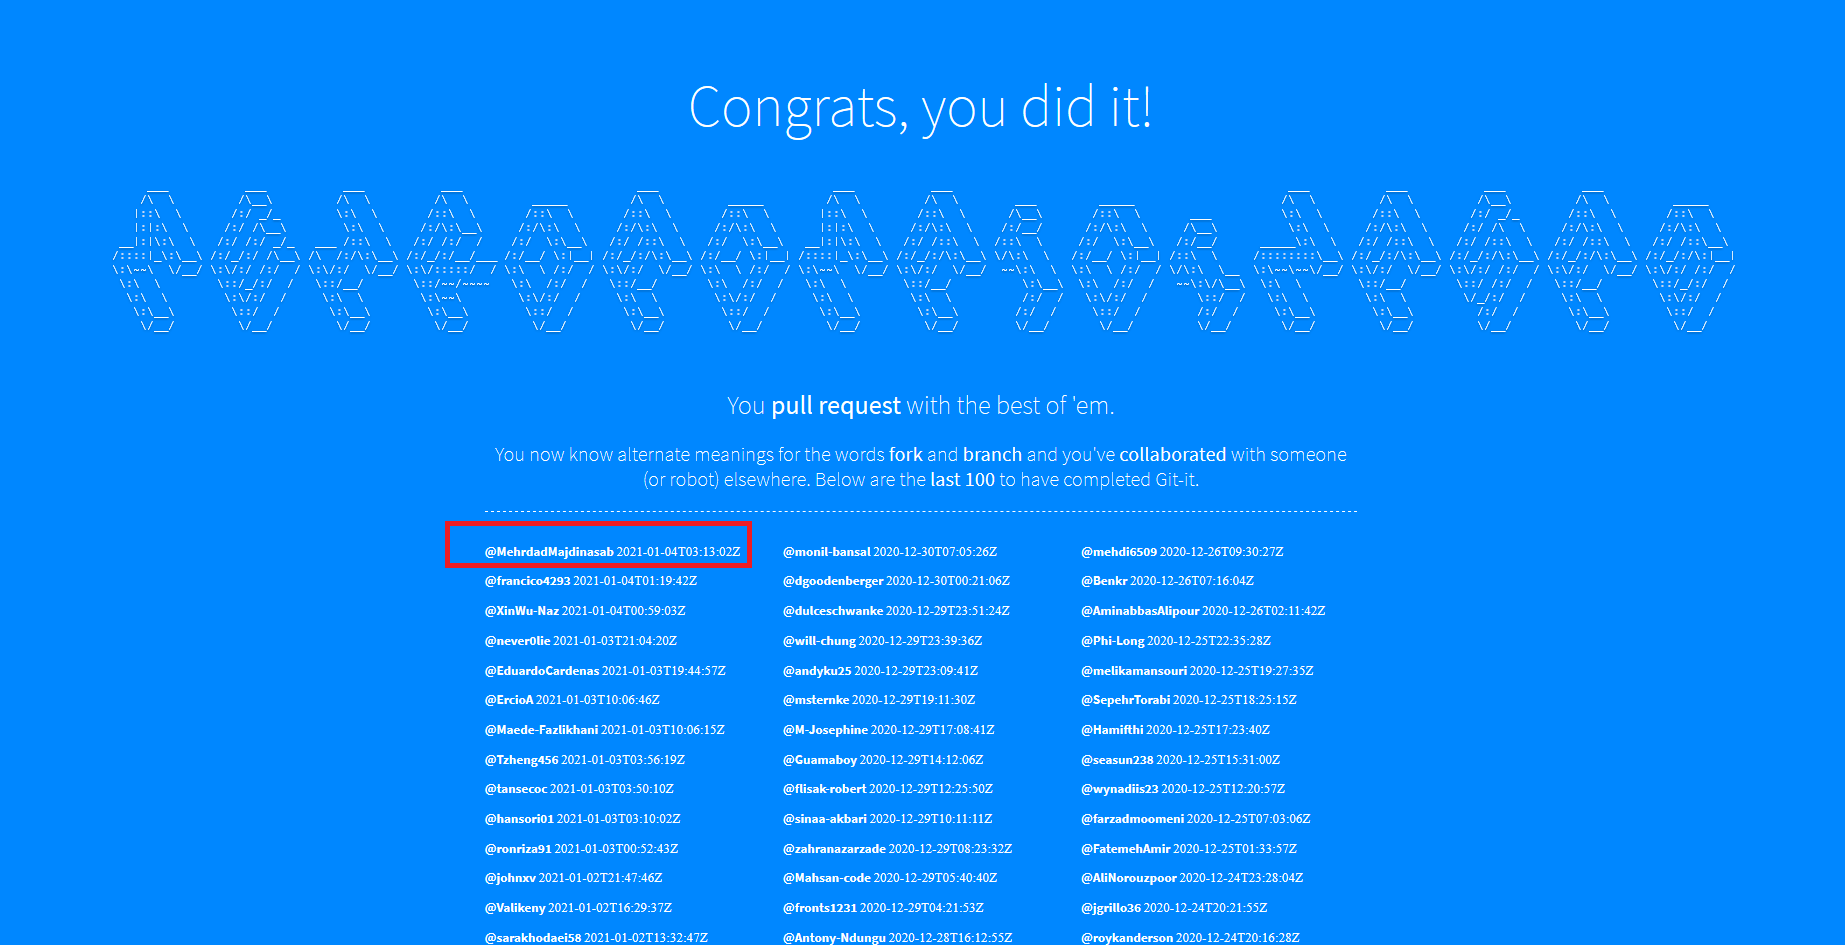 Congrats, you did it!
MEHRDADMAJDINASAB
You pull request with the best of 'em.
You now know alternate meanings for the words fork and branch and you've collaborated with someone
(or robot) elsewhere. Below are the last 100 to have completed Git-it.
@MehrdadMajdinasab 2021-01-04T03:13:02Z
@francico4293 2021-01-04T01:19:42Z
@XinWu-Naz 2021-01-04T00:59:03Z
@never0lie 2021-01-03T21:04:20Z
@EduardoCardenas 2021-01-03T19:44:57Z
@ErcioA 2021-01-03T10:06:46Z
@Maede-Fazlikhani 2021-01-03T10:06:15Z
@Tzheng456 2021-01-03T03:56:19Z
@tansecoc 2021-01-03T03:50:10Z
@hansori01 2021-01-03T03:10:02Z
@ronriza91 2021-01-03T00:52:43Z
@johnxv 2021-01-02T21:47:46Z
@Valikeny 2021-01-02T16:29:37Z
@sarakhodaei58 2021-01-02T13:32:47Z
@monil-bansal 2020-12-30T07:05:26Z
@dgoodenberger 2020-12-30T00:21:06Z
@dulceschwanke 2020-12-29T23:51:24Z
@will-chung 2020-12-29T23:39:36Z
@andyku25 2020-12-29T23:09:41Z
@msternke 2020-12-29T19:11:30Z
@M-Josephine 2020-12-29T17:08:41Z
@Guamaboy 2020-12-29T14:12:06Z
@flisak-robert 2020-12-29T12:25:50Z
@sinaa-akbari 2020-12-29T10:11:11Z
@zahranazarzade 2020-12-29T08:23:32Z
@Mahsan-code 2020-12-29T05:40:40Z
@fronts1231 2020-12-29T04:21:53Z
@Antony-Ndungu 2020-12-28T16:12:55Z
@mehdi6509 2020-12-26T09:30:27Z
@Benkr 2020-12-26T07:16:04Z
@AminabbasAlipour 2020-12-26T02:11:42Z
@Phi-Long 2020-12-25T22:35:28Z
@melikamansouri 2020-12-25T19:27:35Z
@SepehrTorabi 2020-12-25T18:25:15Z
@Hamifthi 2020-12-25T17:23:40Z
@seasun238 2020-12-25T15:31:00Z
@wynadiis23 2020-12-25T12:20:57Z
@farzadmoomeni 2020-12-25T07:03:06Z
@FatemehAmir 2020-12-25T01:33:57Z
@AliNorouzpoor 2020-12-24T23:28:04Z
@jgrillo36 2020-12-24T20:21:55Z
@roykanderson 2020-12-24T20:16:28Z